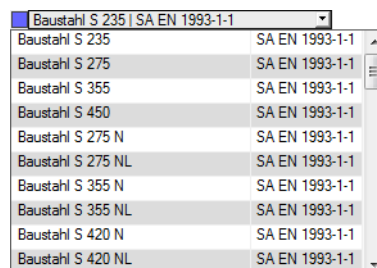 Baustahl S 235 | SA EN 1993-1-1
Baustahl S 235 SA EN 1993-1-1
Baustahl S 275 SA EN 1993-1-1
Baustahl S 355 SA EN 1993-1-1
Baustahl S 450 SA EN 1993-1-1
Baustahl S 275 N SA EN 1993-1-1
Baustahl S 275 NL SA EN 1993-1-1
Baustahl S 355 N SA EN 1993-1-1
Baustahl S 355 NL SA EN 1993-1-1
Baustahl S 420 N SA EN 1993-1-1
Baustahl S 420 NL SA EN 1993-1-1